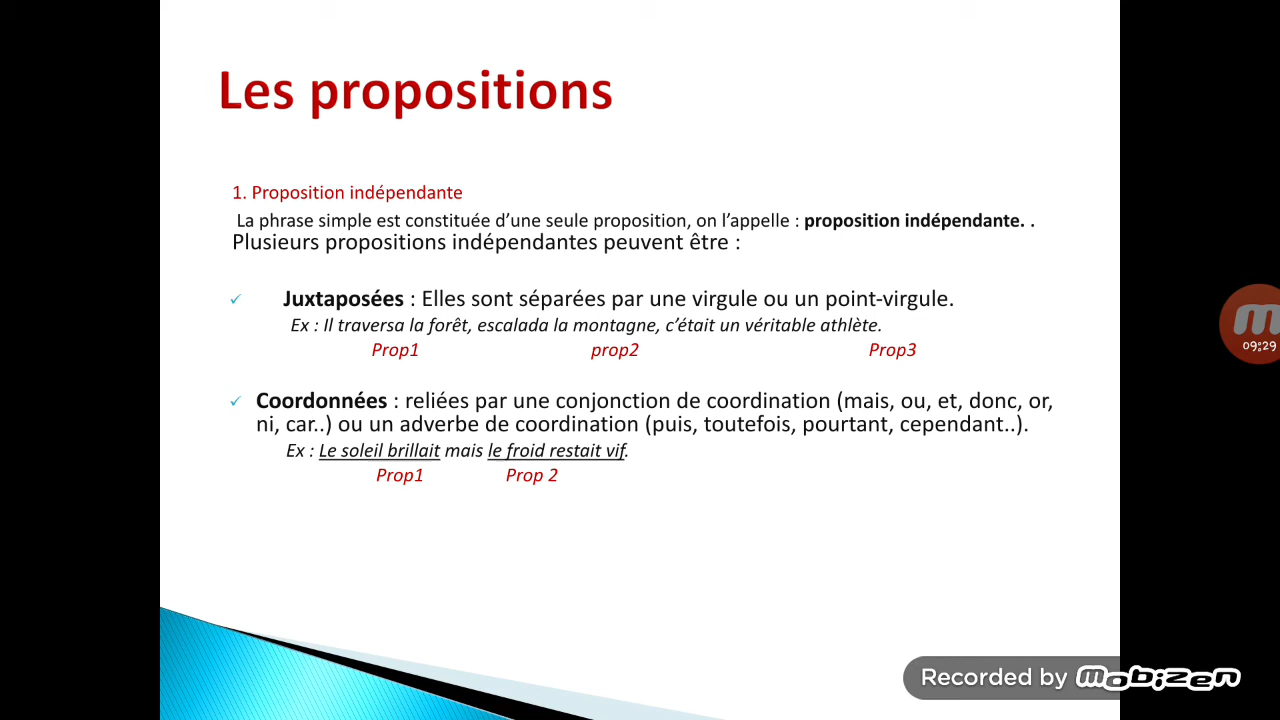 Les propositions
1. Proposition indépendante
La phrase simple est constituée d’une seule proposition, on l’appelle : proposition indépendante. .
Plusieurs propositions indépendantes peuvent être :
✓ Juxtaposées : Elles sont séparées par une virgule ou un point-virgule.
Ex : Il traversa la forêt, escalada la montagne, c’était un véritable athlète.
Prop1 prop2 Prop3
✓ Coordonnées : reliées par une conjonction de coordination (mais, ou, et, donc, or,
ni, car..) ou un adverbe de coordination (puis, toutefois, pourtant, cependant..).
Ex : Le soleil brillait mais le froid restait vif.
Prop1 Prop 2
m
09:29
Recorded by mobizen